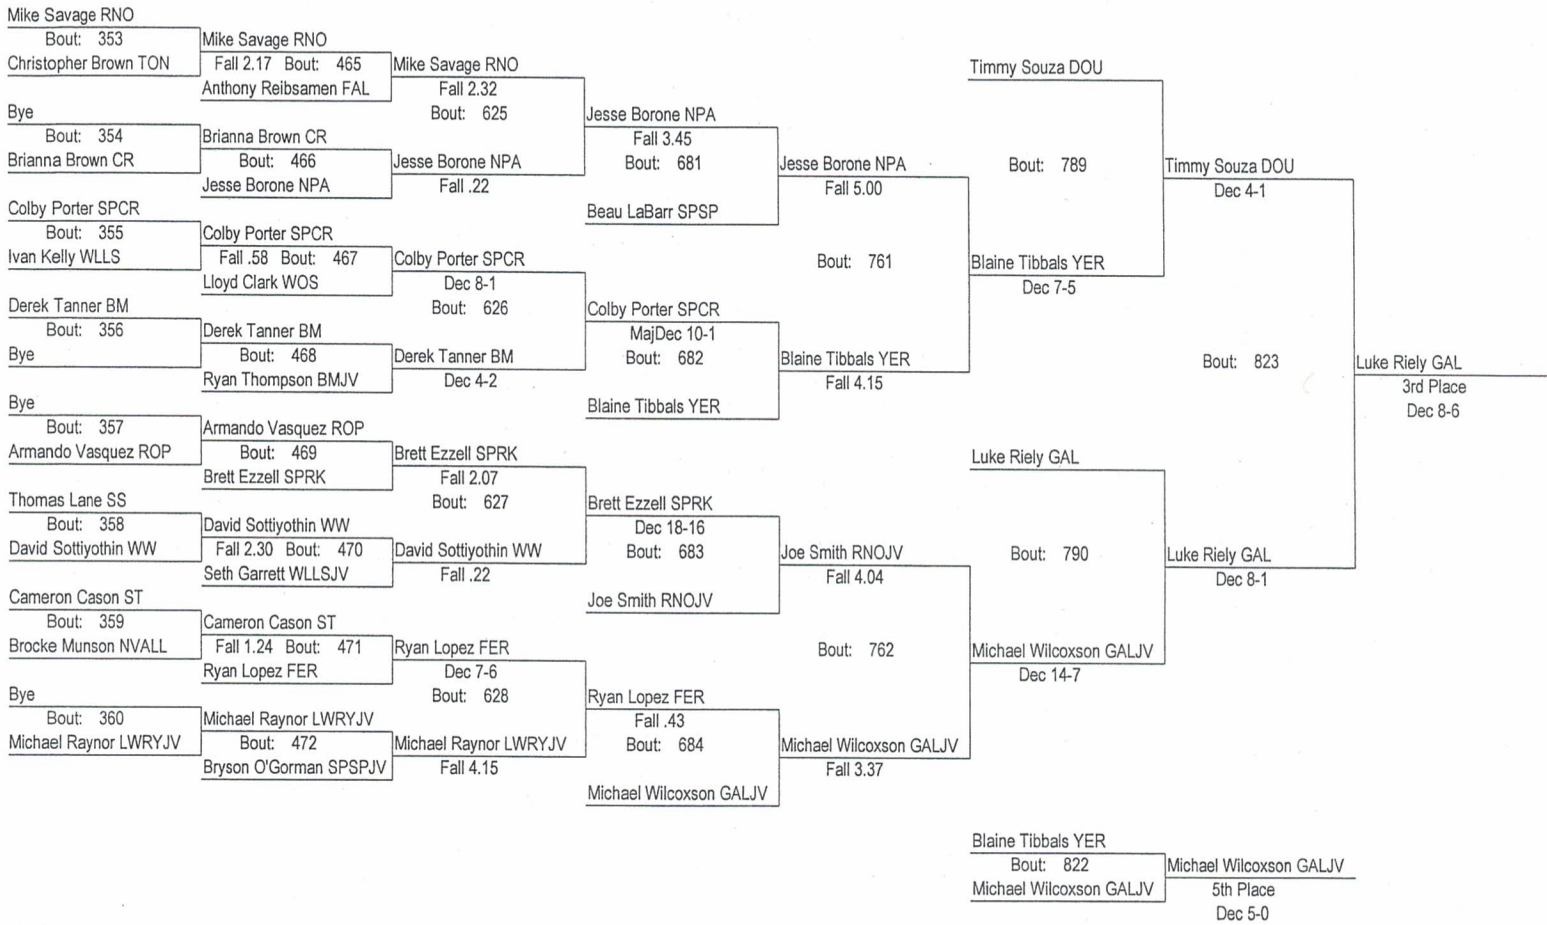 Mike Savage RNO
Bout: 353
Christopher Brown TON
Bye
Bout: 354
Brianna Brown CR
Colby Porter SPCR
Bout: 355
Ivan Kelly WLLS
Derek Tanner BM
Bout: 356
Bye
Bye
Bout: 357
Armando Vasquez ROP
Thomas Lane SS
Bout: 358
David Sottiyothin WW
Cameron Cason ST
Bout: 359
Brocke Munson NVALL
Bye
Bout: 360
Michael Raynor LWRYJV
Mike Savage RNO
Fall 2.17 Bout: 465
Anthony Reibsamen FAL
Brianna Brown CR
Bout: 466
Jesse Borone NPA
Colby Porter SPCR
Fall .58 Bout: 467
Lloyd Clark WOS
Derek Tanner BM
Bout: 468
Ryan Thompson BMJV
Armando Vasquez ROP
Bout: 469
Brett Ezzell SPRK
David Sottiyothin WW
Fall 2.30 Bout: 470
Seth Garrett WLLSJV
Cameron Cason ST
Fall 1.24 Bout: 471
Ryan Lopez FER
Michael Raynor LWRYJV
Bout: 472
Bryson O'Gorman SPSPJV
Mike Savage RNO
Fall 2.32
Bout: 625
Jesse Borone NPA
Fall .22
Colby Porter SPCR
Dec 8-1
Bout: 626
Derek Tanner BM
Dec 4-2
Brett Ezzell SPRK
Fall 2.07
Bout: 627
David Sottiyothin WW
Fall .22
Ryan Lopez FER
Dec 7-6
Bout: 628
Michael Raynor LWRYJV
Fall 4.15
Jesse Borone NPA
Fall 3.45
Bout: 681
Beau LaBarr SPSP
Colby Porter SPCR
MajDec 10-1
Bout: 682
Blaine Tibbals YER
Brett Ezzell SPRK
Dec 18-16
Bout: 683
Joe Smith RNOJV
Ryan Lopez FER
Fall .43
Bout: 684
Michael Wilcoxson GALJV
Jesse Borone NPA
Fall 5.00
Bout: 761
Blaine Tibbals YER
Fall 4.15
Joe Smith RNOJV
Fall 4.04
Bout: 762
Michael Wilcoxson GALJV
Fall 3.37
Timmy Souza DOU
Bout: 789
Blaine Tibbals YER
Dec 7-5
Luke Riely GAL
Bout: 790
Michael Wilcoxson GALJV
Dec 14-7
Timmy Souza DOU
Dec 4-1
Bout: 823
Luke Riely GAL
Dec 8-1
Luke Riely GAL
3rd Place
Dec 8-6
Blaine Tibbals YER
Bout: 822
Michael Wilcoxson GALJV
Michael Wilcoxson GALJV
5th Place
Dec 5-0